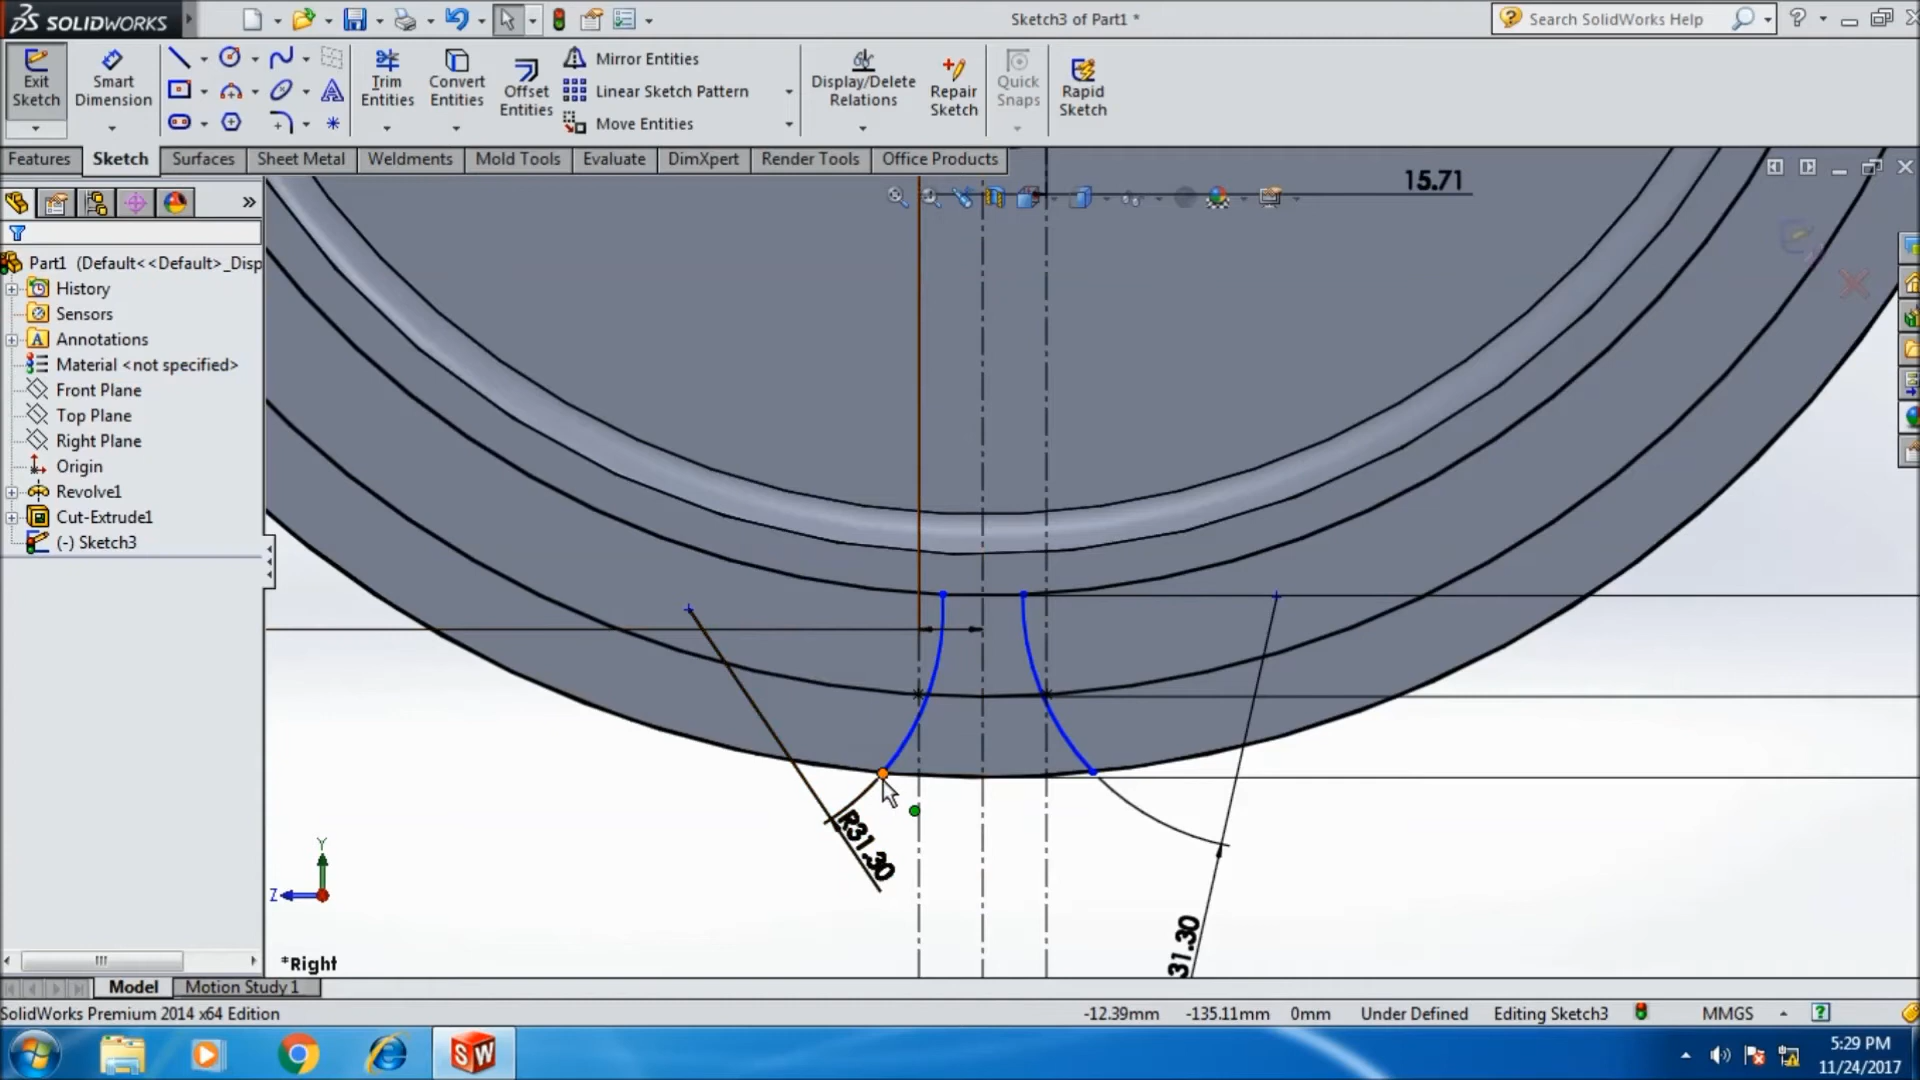 SOLIDWORKS
Sketch3 of Part1 *
Search SolidWorks Help
Exit Sketch
Smart Dimension
Trim Entities
Convert Entities
Offset Entities
Mirror Entities
Linear Sketch Pattern
Move Entities
Display/Delete Relations
Repair Sketch
Quick Snaps
Rapid Sketch
Features
Sketch
Surfaces
Sheet Metal
Weldments
Mold Tools
Evaluate
DimXpert
Render Tools
Office Products
15.71
Part1 (Default<<Default>_Disp
History
Sensors
Annotations
Material <not specified>
Front Plane
Top Plane
Right Plane
Origin
Revolve1
Cut-Extrude1
(-) Sketch3
R31.30
31.30
Y
Z
*Right
Model
Motion Study 1
SolidWorks Premium 2014 x64 Edition
-12.39mm
-135.11mm
0mm
Under Defined
Editing Sketch3
MMGS
SW
5:29 PM
11/24/2017